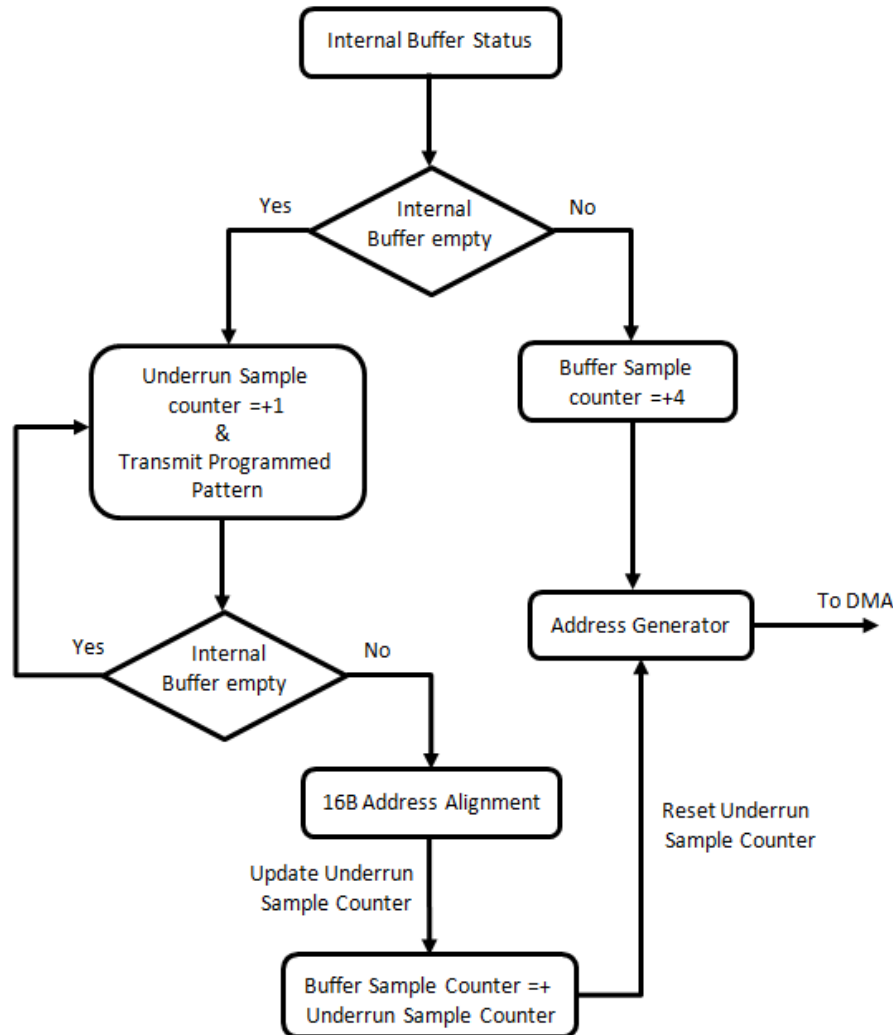 Internal Buffer Status
Yes
Internal
Buffer empty
No
Underrun Sample
counter =+1
&
Transmit Programmed
Pattern
Buffer Sample
counter =+4
Yes
Internal
Buffer empty
No
Address Generator
To DMA
16B Address Alignment
Reset Underrun
Sample Counter
Update Underrun
Sample Counter
Buffer Sample Counter =+
Underrun Sample Counter